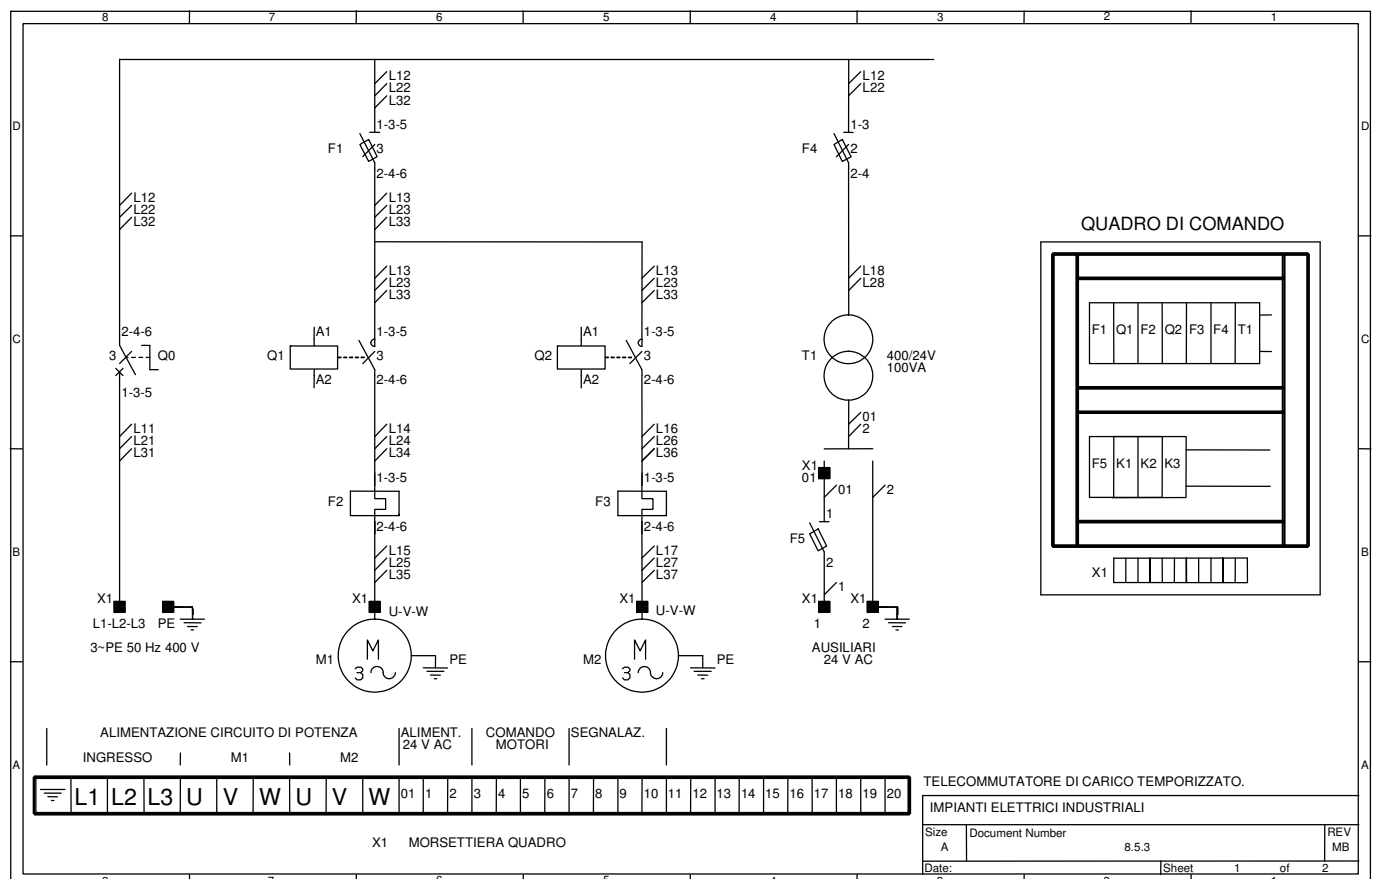 8 7 6 5 4 3 2 1
D
D
C
C
B
B
A
A
L12
L22
L32
2-4-6
3
Q0
1-3-5
L11
L21
L31
X1
L1-L2-L3 PE
3~PE 50 Hz 400 V
L12
L22
L32
1-3-5
F1
3
2-4-6
L13
L23
L33
L13
L23
L33
A1
1-3-5
Q1
3
A2
2-4-6
L14
L24
L34
1-3-5
F2
2-4-6
L15
L25
L35
X1
U-V-W
M
3
M1
PE
L13
L23
L33
A1
1-3-5
Q2
3
A2
2-4-6
L16
L26
L36
1-3-5
F3
2-4-6
L17
L27
L37
X1
U-V-W
M
3
M2
PE
L12
L22
1-3
F4
2
2-4
L18
L28
T1
400/24V
100VA
01
2
X1
01
01
2
1
F5
2
1
X1
X1
1
2
AUSILIARI
24 V AC
QUADRO DI COMANDO
F1 Q1 F2 Q2 F3 F4 T1
F5 K1 K2 K3
X1
ALIMENTAZIONE CIRCUITO DI POTENZA
INGRESSO M1 M2
ALIMENT.
24 V AC
COMANDO
MOTORI
SEGNALAZ.
L1 L2 L3 U V W U V W 01 1 2 3 4 5 6 7 8 9 10 11 12 13 14 15 16 17 18 19 20
X1 MORSETTIERA QUADRO
TELECOMMUTATORE DI CARICO TEMPORIZZATO.
IMPIANTI ELETTRICI INDUSTRIALI
Size Document Number REV
A 8.5.3 MB
Date: Sheet 1 of 2